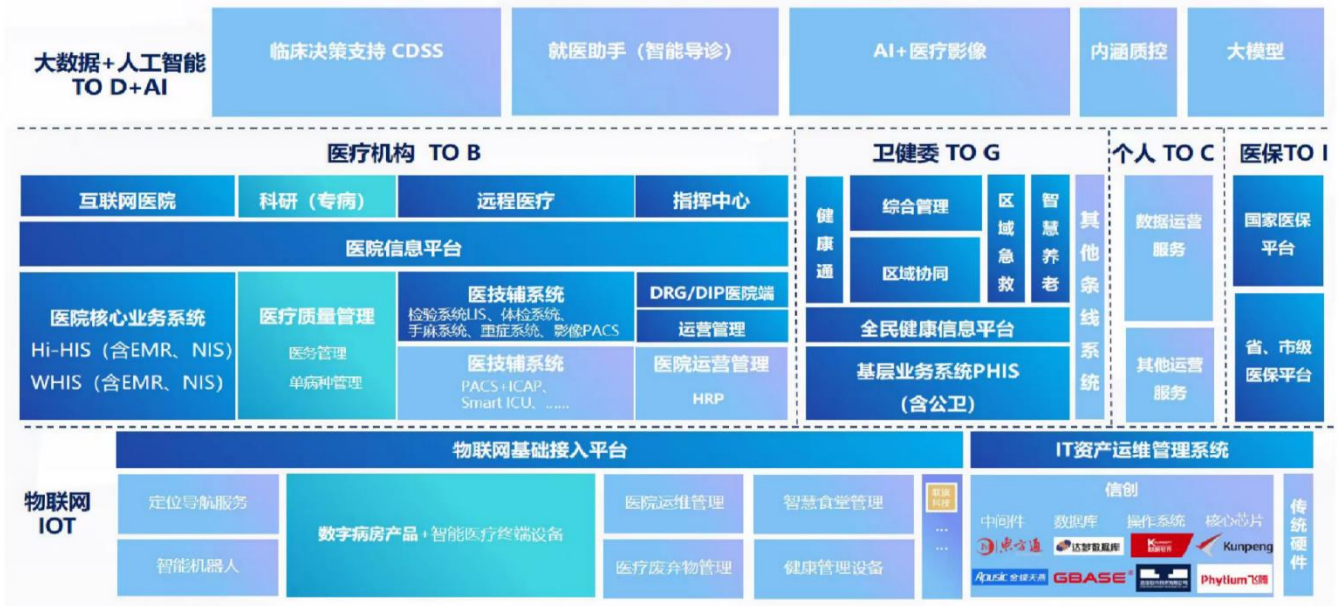 大数据+人工智能
TO D+AI
临床决策支持 CDSS
就医助手（智能导诊）
AI+医疗影像
内涵质控
大模型
医疗机构 TO B
卫健委 TO G
个人 TO C
医保TO I
互联网医院
科研（专病）
远程医疗
指挥中心
医院信息平台
医院核心业务系统
Hi-HIS（含EMR、NIS）
WHIS（含EMR、NIS）
医疗质量管理
医务管理
单病种管理
医技辅系统
检验系统LIS、体检系统、
手麻系统、重症系统、影像PACS
医技辅系统
PACS+ICAP、
Smart ICU、......
DRG/DIP医院端
运营管理
医院运营管理
HRP
健康通
综合管理
区域协同
区域急救
智慧养老
全民健康信息平台
基层业务系统PHIS
（含公卫）
其他条线系统
数据运营
服务
其他运营
服务
国家医保
平台
省、市级
医保平台
物联网
IOT
物联网基础接入平台
定位导航服务
智能机器人
数字病房产品+智能医疗终端设备
医院运维管理
智慧食堂管理
医疗废弃物管理
健康管理设备
...
...
IT资产运维管理系统
信创
中间件
数据库
操作系统
核心芯片
东方通
达梦数据库
Kunpeng
Apusic 金蝶天燕
GBASE®
Phytium飞腾
传统硬件